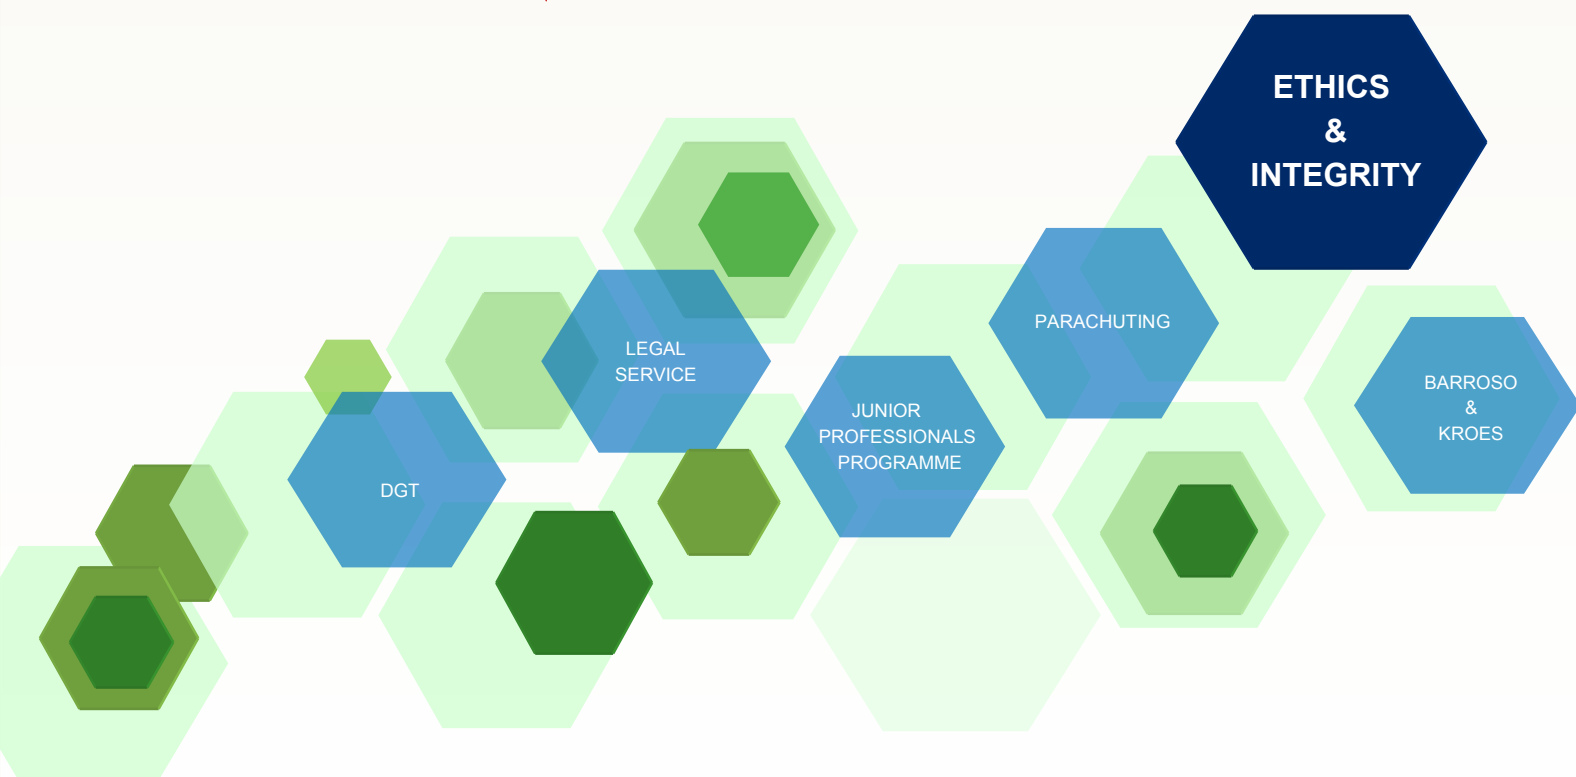 ETHICS
&
INTEGRITY
PARACHUTING
LEGAL
SERVICE
BARROSO
&
KROES
JUNIOR
PROFESSIONALS
PROGRAMME
DGT